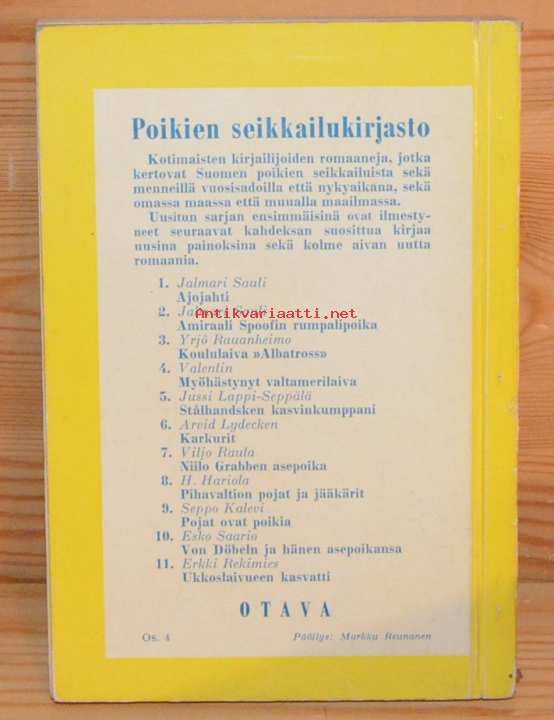 Poikien seikkailukirjasto
Kotimaisten kirjailijoiden romaaneja, jotka
kertovat Suomen poikien seikkailuista sekä
menneillä vuosisadoilla että nykyaikana, sekä
omassa maassa että muualla maailmassa.
Uusitun sarjan ensimmäisinä ovat ilmesty-
neet seuraavat kahdeksan suosittua kirjaa
uusina painoksina sekä kolme aivan uutta
romaania.
1. Jalmari Sauli
Ajojahti
2. Jalmari Sauli
Antikvariaatti.net
Amiraali Spoofin rumpalipoika
3. Yrjö Rauanheimo
Koululaiva »Albatross»
4. Valentin
Myöhästynyt valtamerilaiva
5. Jussi Lappi-Seppälä
Stålhandsken kasvinkumppani
6. Arvid Lydecken
Karkurit
7. Viljo Raula
Niilo Grabben asepoika
8. H. Hariola
Pihavaltion pojat ja jääkärit
9. Seppo Kalevi
Pojat ovat poikia
10. Esko Saario
Von Döbeln ja hänen asepoikansa
11. Erkki Rekimies
Ukkoslaivueen kasvatti
OTAVA
Os. 4 Päällys: Markku Reunanen